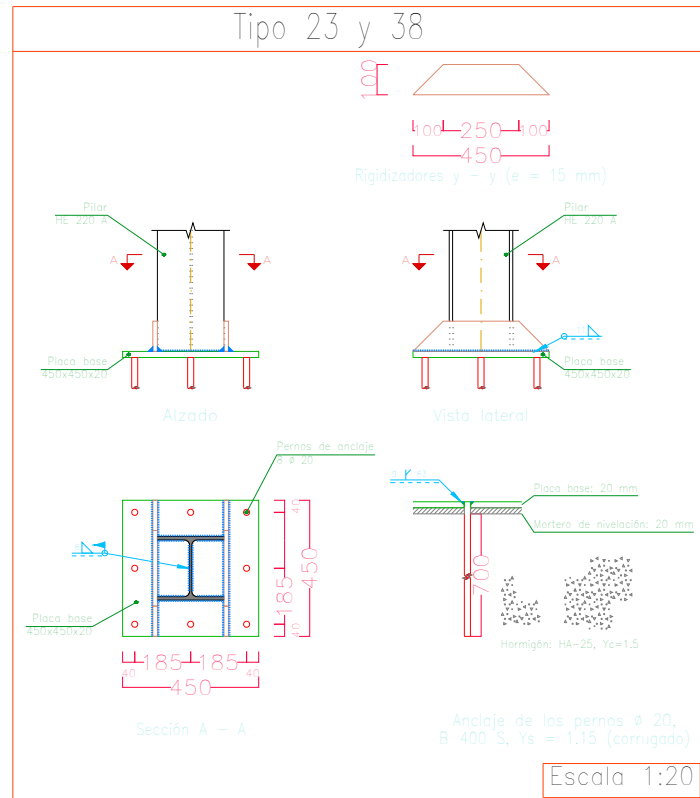 Tipo 23 y 38
100
100
250
100
450
Rigidizadores y - y (e = 15 mm)
Pilar
HE 220 A
A
A
Placa base
450x450x20
Alzado
Pilar
HE 220 A
A
A
Placa base
450x450x20
Vista lateral
Pernos de anclaje
8 Ø 20
40
185
450
40
Placa base
450x450x20
40
185
185
40
450
Sección A - A
Placa base: 20 mm
Mortero de nivelación: 20 mm
700
Hormigón: HA-25, Yc=1.5
Anclaje de los pernos Ø 20,
B 400 S, Ys = 1.15 (corrugado)
Escala 1:20